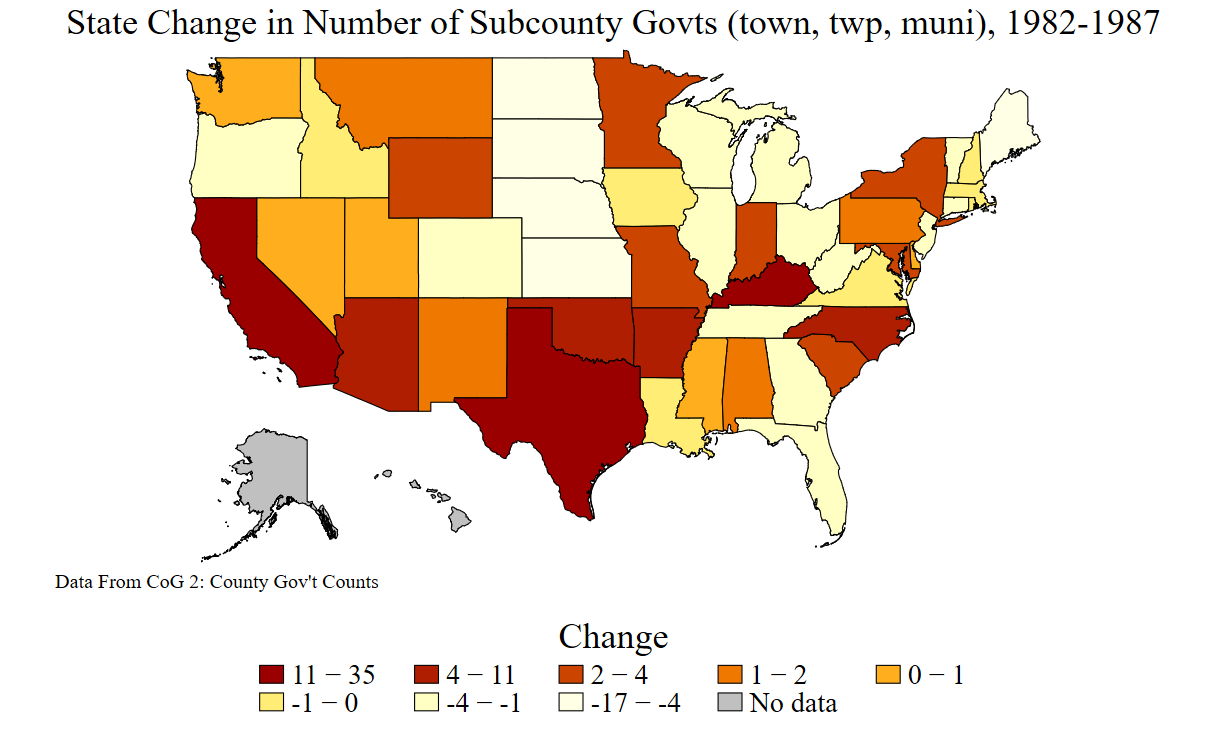 State Change in Number of Subcounty Govts (town, twp, muni), 1982-1987
Data From CoG 2: County Gov't Counts
Change
11 − 35 4 − 11 2 − 4 1 − 2 0 − 1
-1 − 0 -4 − -1 -17 − -4 No data